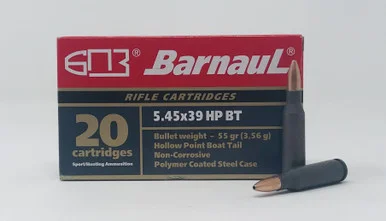 BarnauL
RIFLE CARTRIDGES
20
cartridges
Sport/Hunting Ammunition
5.45x39 HP BT
Bullet weight – 55 gr (3,56 g)
Hollow Point Boat Tail
Non-Corrosive
Polymer Coated Steel Case